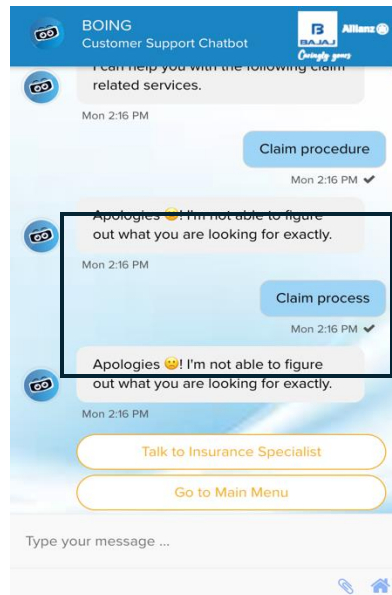 BOING
Customer Support Chatbot
B
BAJAJ
Allianz
Caringly yours
I can help you with the following claim
related services.
Mon 2:16 PM
Claim procedure
Mon 2:16 PM ✔
Apologies 😕! I'm not able to figure
out what you are looking for exactly.
Mon 2:16 PM
Claim process
Mon 2:16 PM ✔
Apologies 😕! I'm not able to figure
out what you are looking for exactly.
Mon 2:16 PM
Talk to Insurance Specialist
Go to Main Menu
Type your message ...